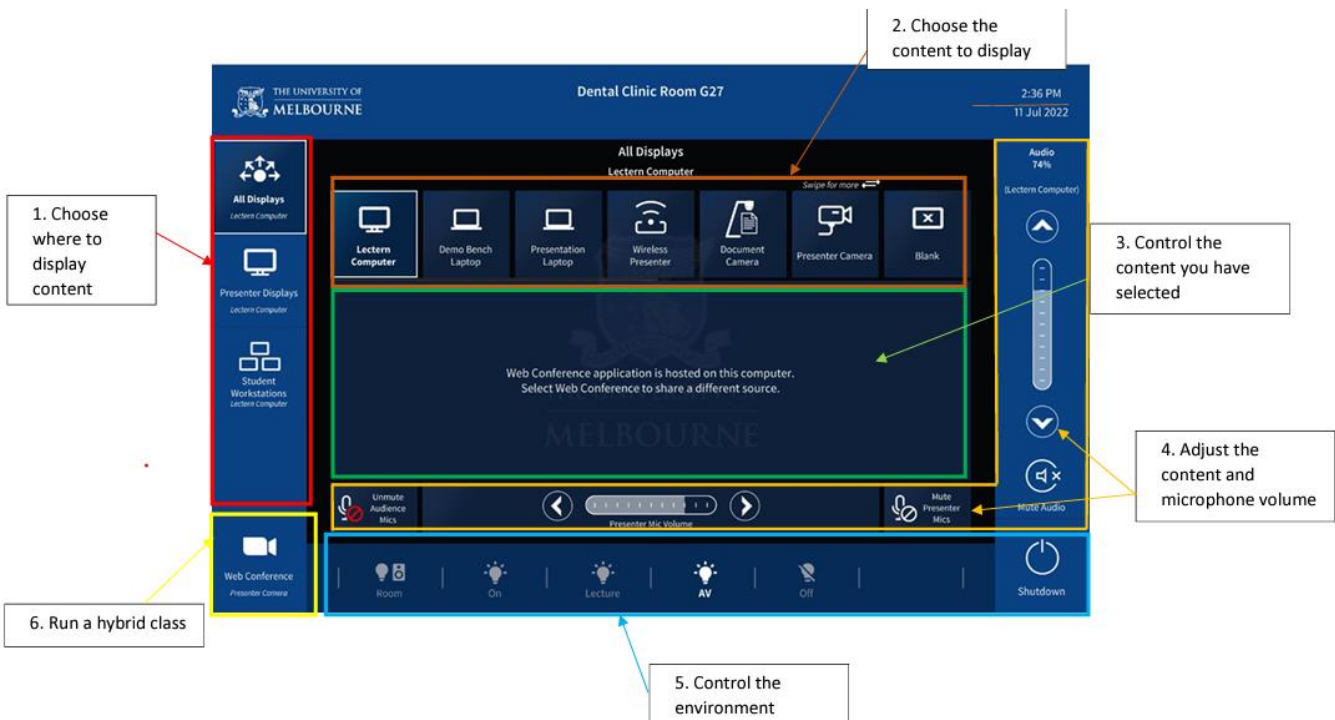 2. Choose the
content to display
THE UNIVERSITY OF
MELBOURNE
Dental Clinic Room G27
2:36 PM
11 Jul 2022
1. Choose
where to
display
content
All Displays
Lectern Computer
Presenter Displays
Lectern Computer
Student
Workstations
Lectern Computer
All Displays
Lectern Computer
Swipe for more
Lectern
Computer
Demo Bench
Laptop
Presentation
Laptop
Wireless
Presenter
Document
Camera
Presenter Camera
Blank
Web Conference application is hosted on this computer.
Select Web Conference to share a different source.
MELBOURNE
Audio
74%
(Lectern Computer)
Mute Audio
3. Control the
content you have
selected
4. Adjust the
content and
microphone volume
Unmute
Audience
Mics
Presenter Mic Volume
Mute
Presenter
Mics
Web Conference
Presenter Camera
Room
On
Lecture
AV
Off
Shutdown
6. Run a hybrid class
5. Control the
environment